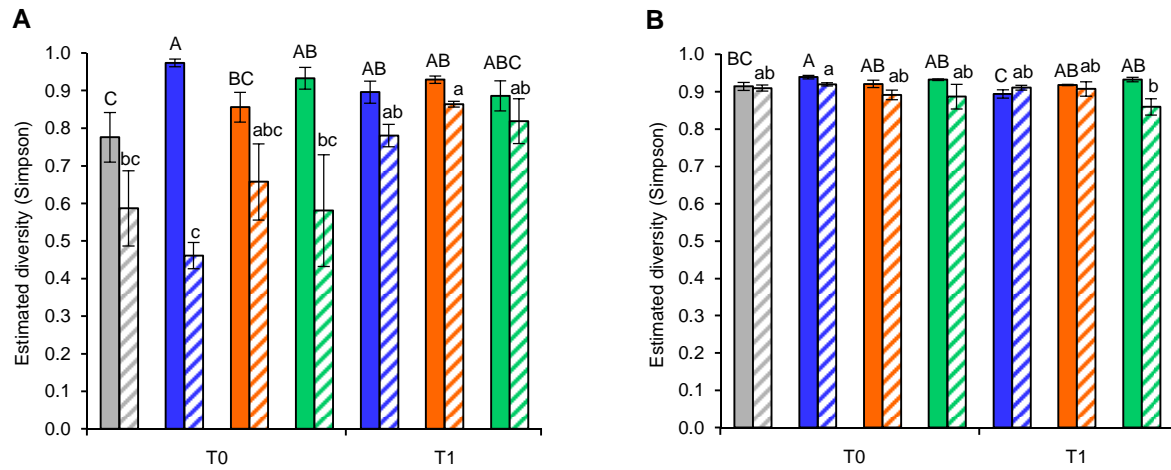 A
Estimated diversity (Simpson)
1.0
0.9
0.8
0.7
0.6
0.5
0.4
0.3
0.2
0.1
0.0
C
bc
A
c
BC
abc
AB
bc
AB
ab
AB
a
ABC
ab
T0
T1
B
Estimated diversity (Simpson)
1.0
0.9
0.8
0.7
0.6
0.5
0.4
0.3
0.2
0.1
0.0
BC
ab
A
a
AB
ab
AB
ab
C
ab
AB
ab
AB
b
T0
T1